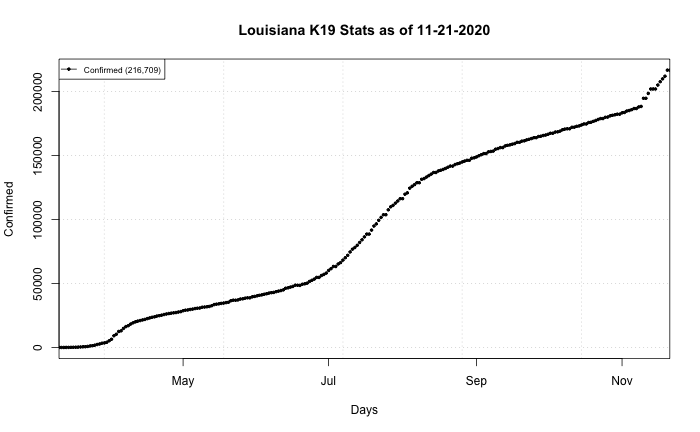 Louisiana K19 Stats as of 11-21-2020
Confirmed (216,709)
Confirmed
200000
150000
100000
50000
0
May Jul Sep Nov
Days